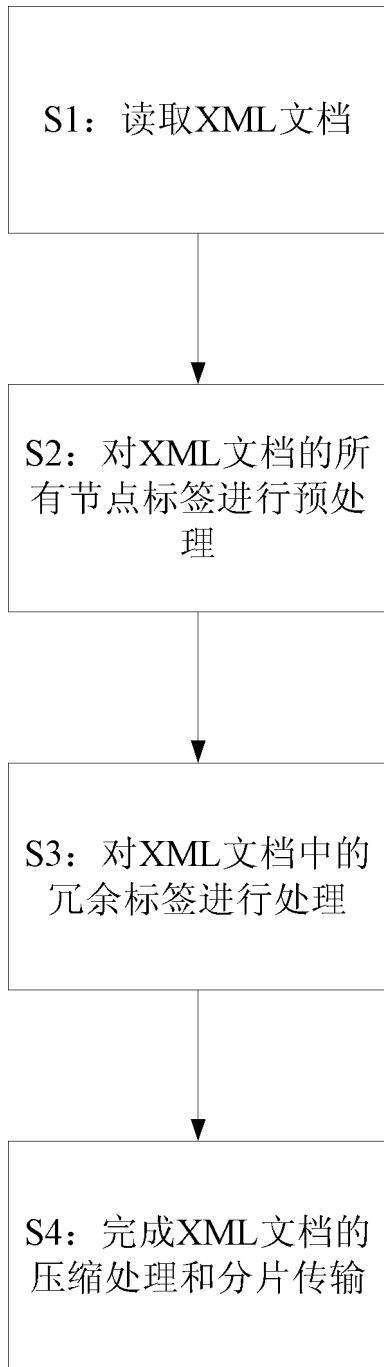 S1：读取XML文档
S2：对XML文档的所
有节点标签进行预处
理
S3：对XML文档中的
冗余标签进行处理
S4：完成XML文档的
压缩处理和分片传输